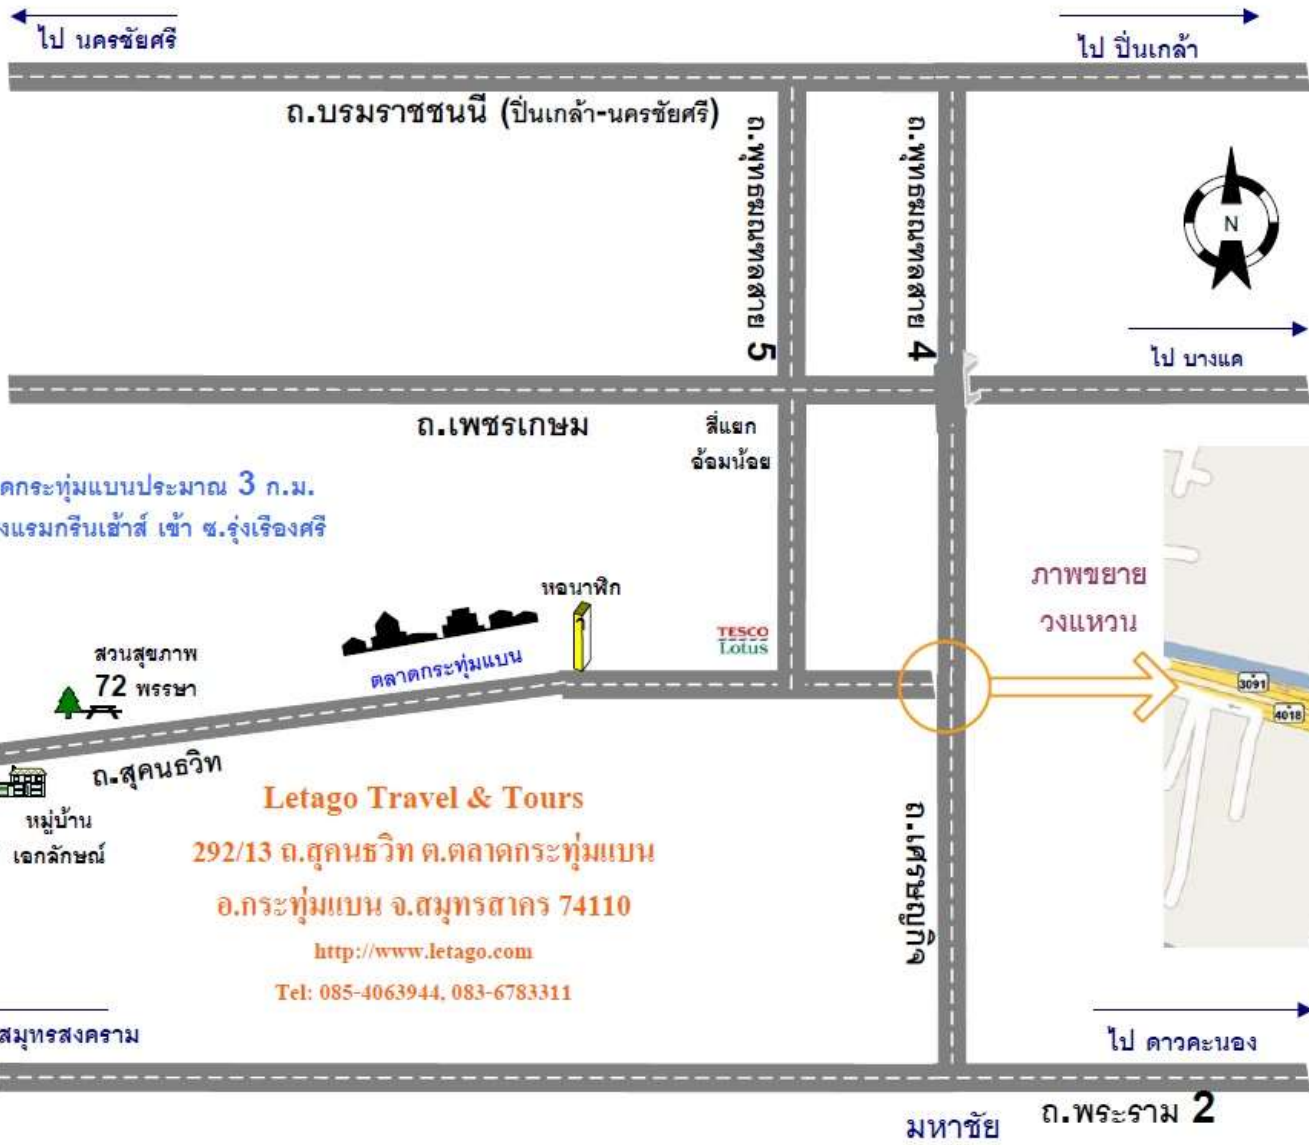 ไป นครชัยศรี
ไป ปิ่นเกล้า
ถ.บรมราชชนนี (ปิ่นเกล้า-นครชัยศรี)
ถ.พุทธมณฑลสาย 5
ถ.พุทธมณฑลสาย 4
N
ไป บางแค
ถ.เพชรเกษม
สี่แยก
อ้อมน้อย
ดกระทุ่มแบนประมาณ 3 ก.ม.
งแรมกรีนเฮ้าส์ เข้า ซ.รุ่งเรืองศรี
หอนาฬิก
ภาพขยาย
วงแหวน
TESCO
Lotus
สวนสุขภาพ
72 พรรษา
ตลาดกระทุ่มแบน
3091
4018
ถ.สุคนธวิท
หมู่บ้าน
เอกลักษณ์
Letago Travel & Tours
292/13 ถ.สุคนธวิท ต.ตลาดกระทุ่มแบน
อ.กระทุ่มแบน จ.สมุทรสาคร 74110
http://www.letago.com
Tel: 085-4063944, 083-6783311
ถ.เศรษฐกิจ
สมุทรสงคราม
ไป ดาวคะนอง
มหาชัย
ถ.พระราม 2